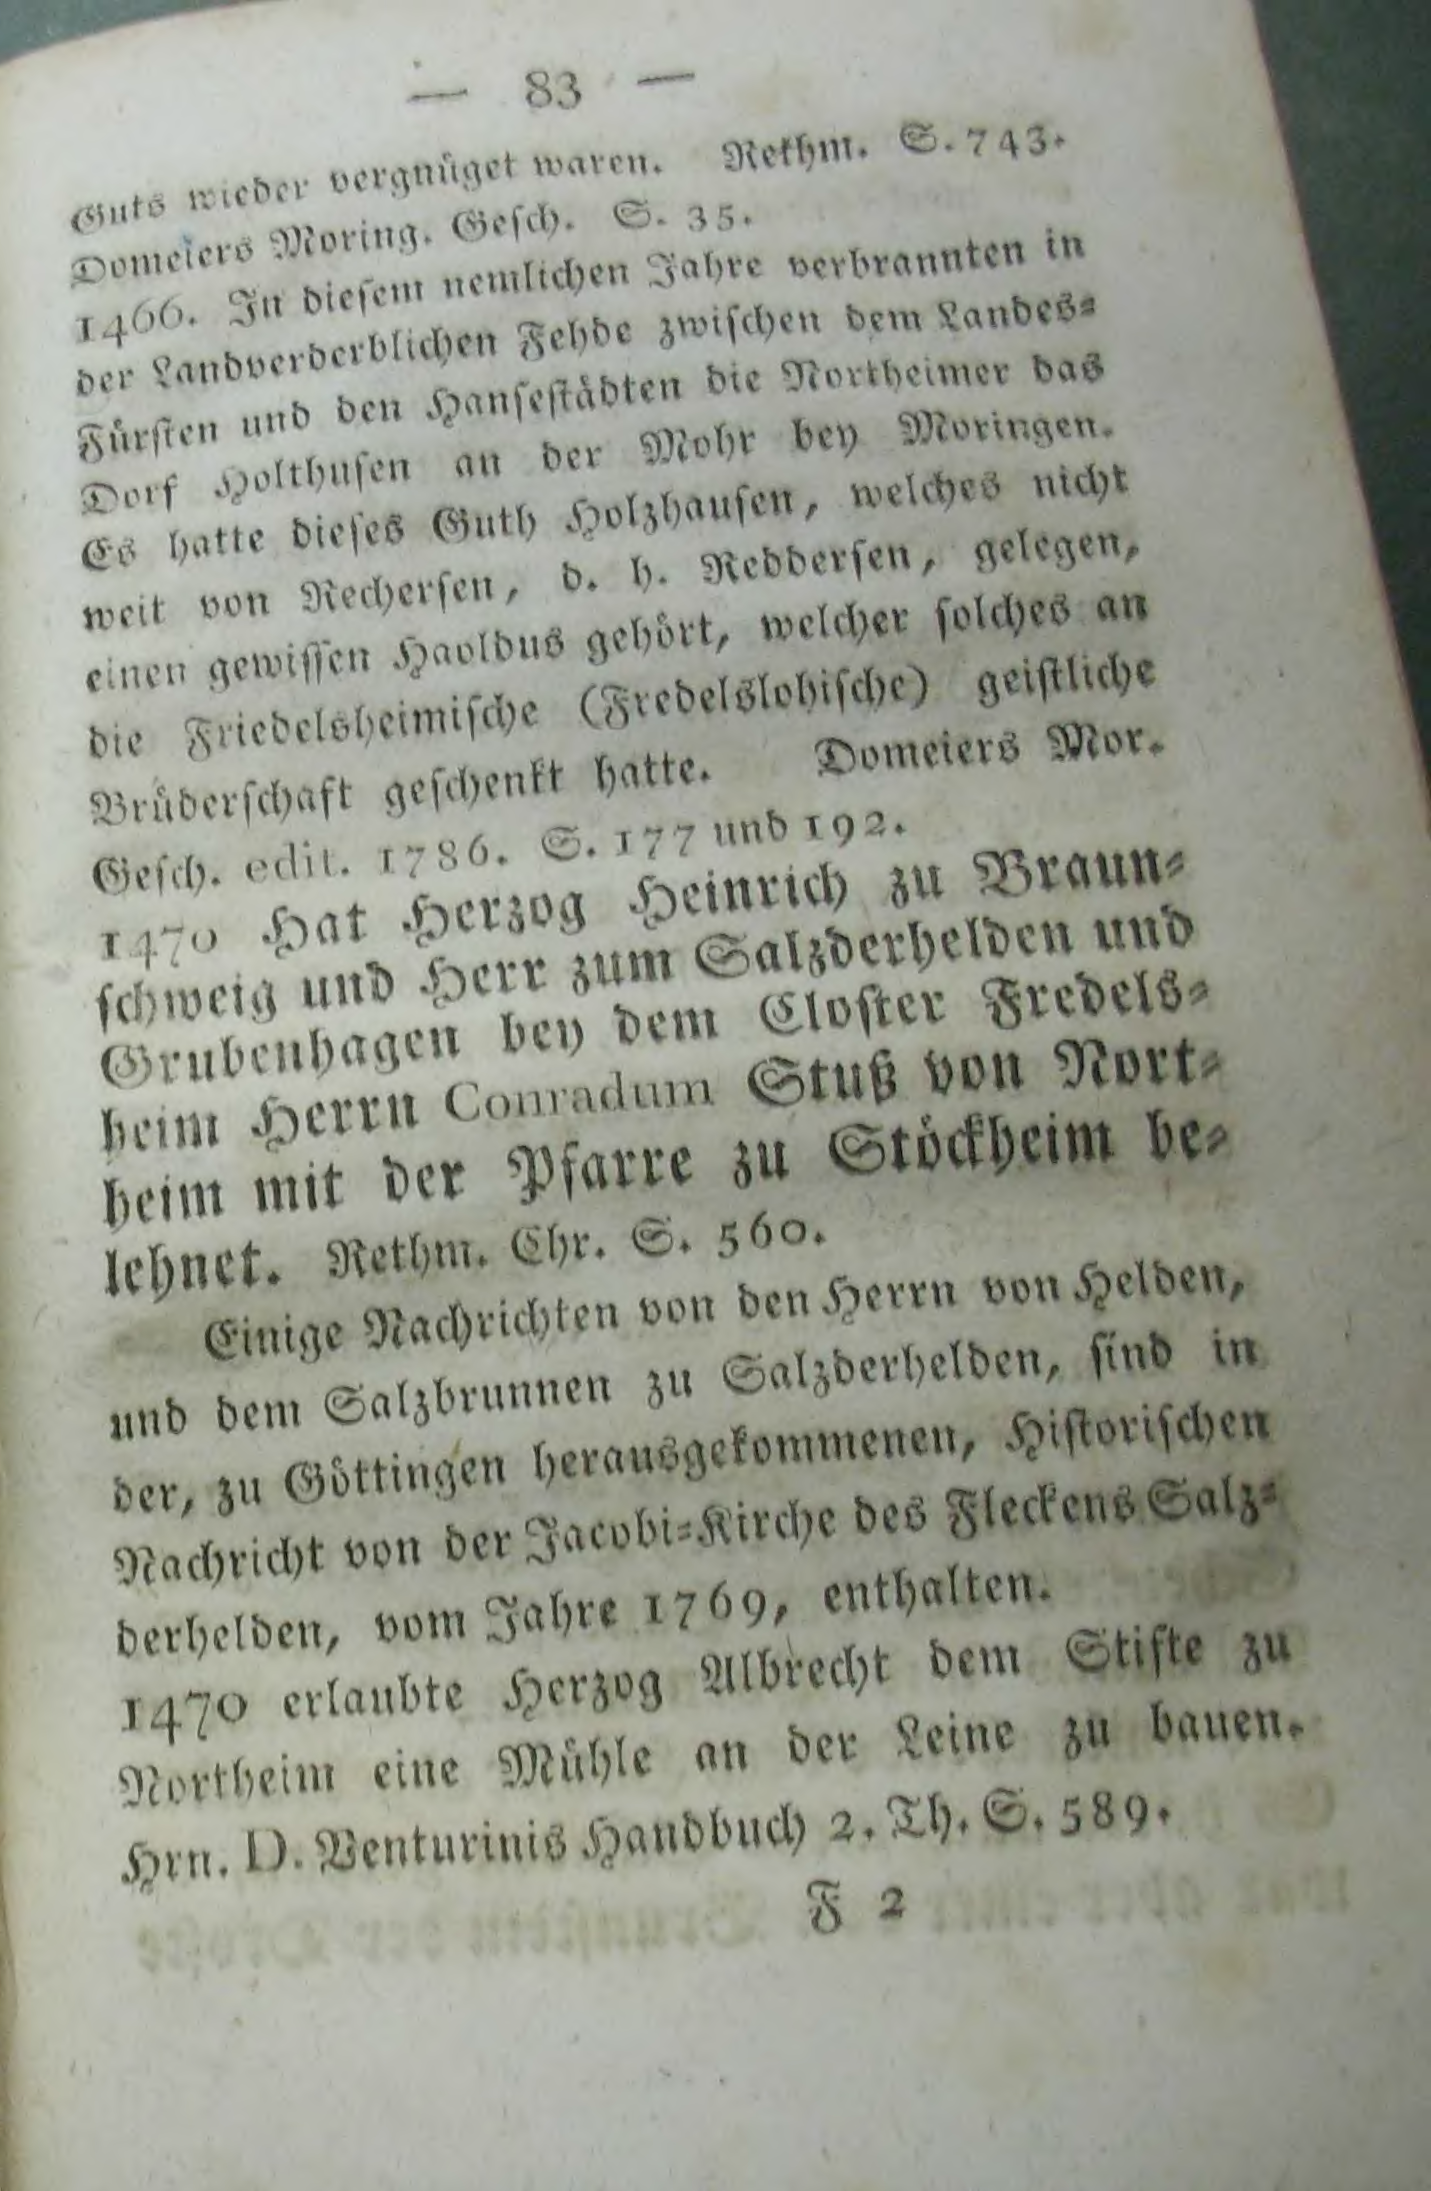 — 83 —
Guts wieder vergnüget waren. Rethm. S. 743.
Domeiers Moring. Gesch. S. 35.
1466. In diesem nemlichen Jahre verbrannten in
der Landverderblichen Fehde zwischen dem Landes-
Fürsten und den Hansestädten die Northeimer das
Dorf Holthusen an der Mohr bey Moringen.
Es hatte dieses Guth Holzhausen, welches nicht
weit von Rechersen, d. h. Reddersen, gelegen,
einen gewissen Haoldus gehört, welcher solches an
die Friedelsheimische (Fredelslohische) geistliche
Brüderschaft geschenkt hatte. Domeiers Mor.
Gesch. edit. 1786. S. 177 und 192.
1470 Hat Herzog Heinrich zu Braun-
schweig und Herr zum Salzderhelden und
Grubenhagen bey dem Closter Fredels-
heim Herrn Conradum Stuß von Nort-
heim mit der Pfarre zu Stöckheim be-
lehnet. Rethm. Chr. S. 560.
Einige Nachrichten von den Herrn von Helden,
und dem Salzbrunnen zu Salzderhelden, sind in
der, zu Göttingen herausgekommenen, Historischen
Nachricht von der Jacobi-Kirche des Fleckens Salz-
derhelden, vom Jahre 1769, enthalten.
1470 erlaubte Herzog Albrecht dem Stifte zu
Northeim eine Mühle an der Leine zu bauen.
Hrn. D. Venturinis Handbuch 2. Th. S. 589.
F 2